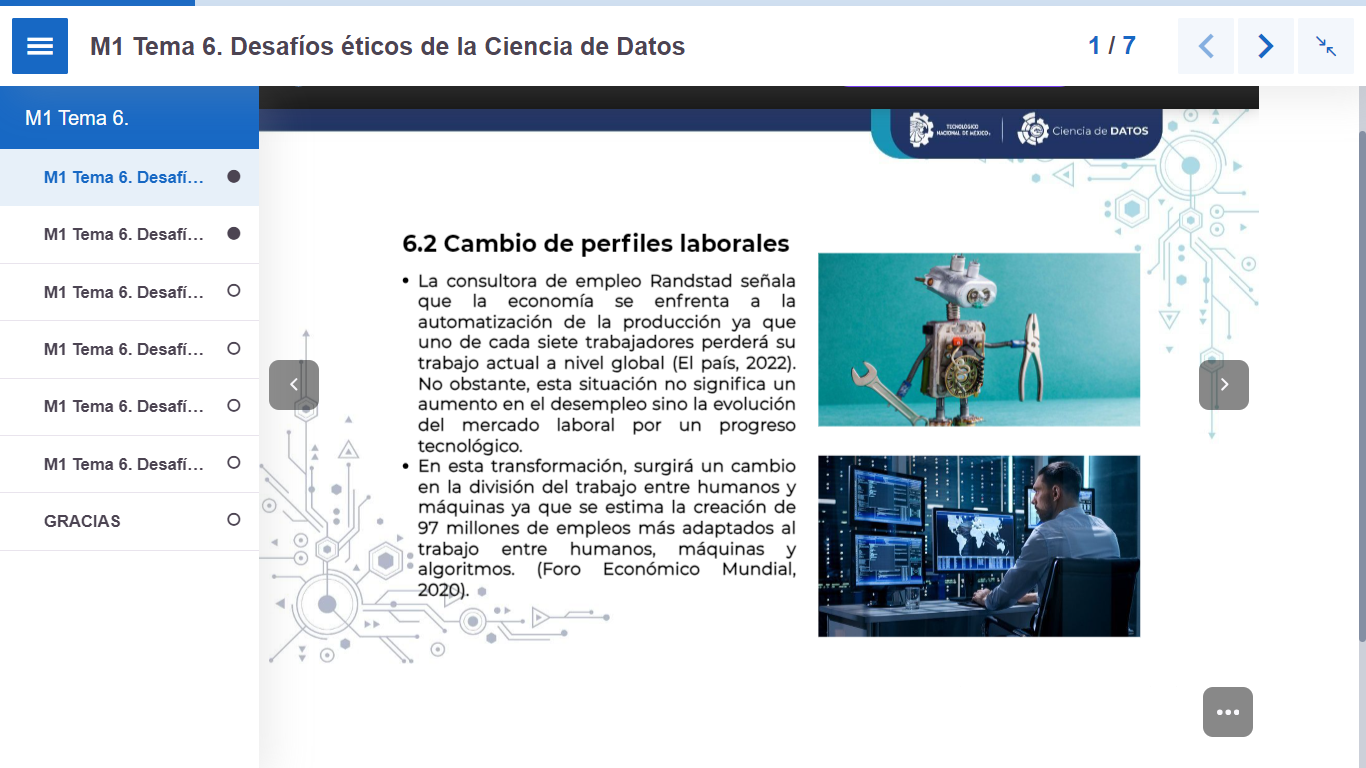 M1 Tema 6. Desafíos éticos de la Ciencia de Datos
1 / 7
M1 Tema 6.
M1 Tema 6. Desafí...
M1 Tema 6. Desafí...
M1 Tema 6. Desafí...
M1 Tema 6. Desafí...
M1 Tema 6. Desafí...
M1 Tema 6. Desafí...
GRACIAS
TECNOLÓGICO
NACIONAL DE MÉXICO
Ciencia de DATOS
6.2 Cambio de perfiles laborales
• La consultora de empleo Randstad señala
que la economía se enfrenta a la
automatización de la producción ya que
uno de cada siete trabajadores perderá su
trabajo actual a nivel global (El país, 2022).
No obstante, esta situación no significa un
aumento en el desempleo sino la evolución
del mercado laboral por un progreso
tecnológico.
• En esta transformación, surgirá un cambio
en la división del trabajo entre humanos y
máquinas ya que se estima la creación de
97 millones de empleos más adaptados al
trabajo entre humanos, máquinas y
algoritmos. (Foro Económico Mundial,
2020).